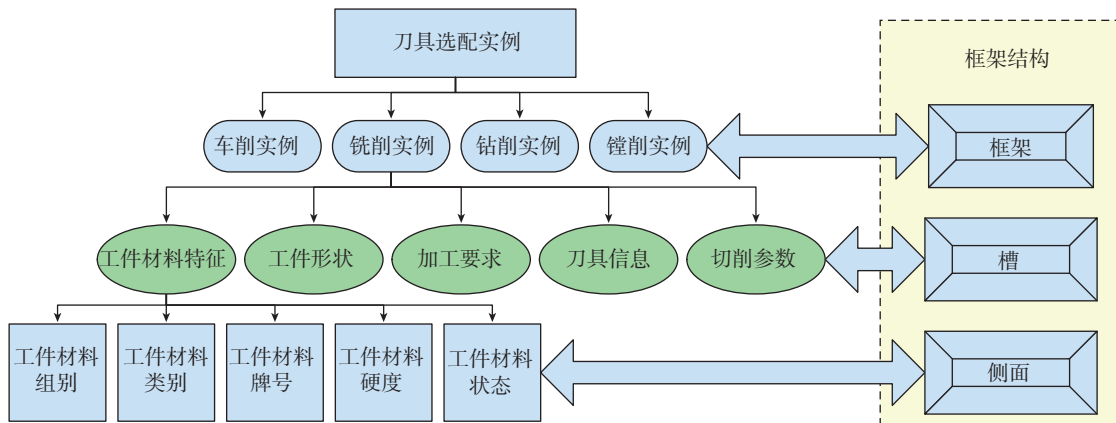 刀具选配实例
框架结构
车削实例
铣削实例
钻削实例
镗削实例
框架
工件材料特征
工件形状
加工要求
刀具信息
切削参数
槽
工件材料
组别
工件材料
类别
工件材料
牌号
工件材料
硬度
工件材料
状态
侧面